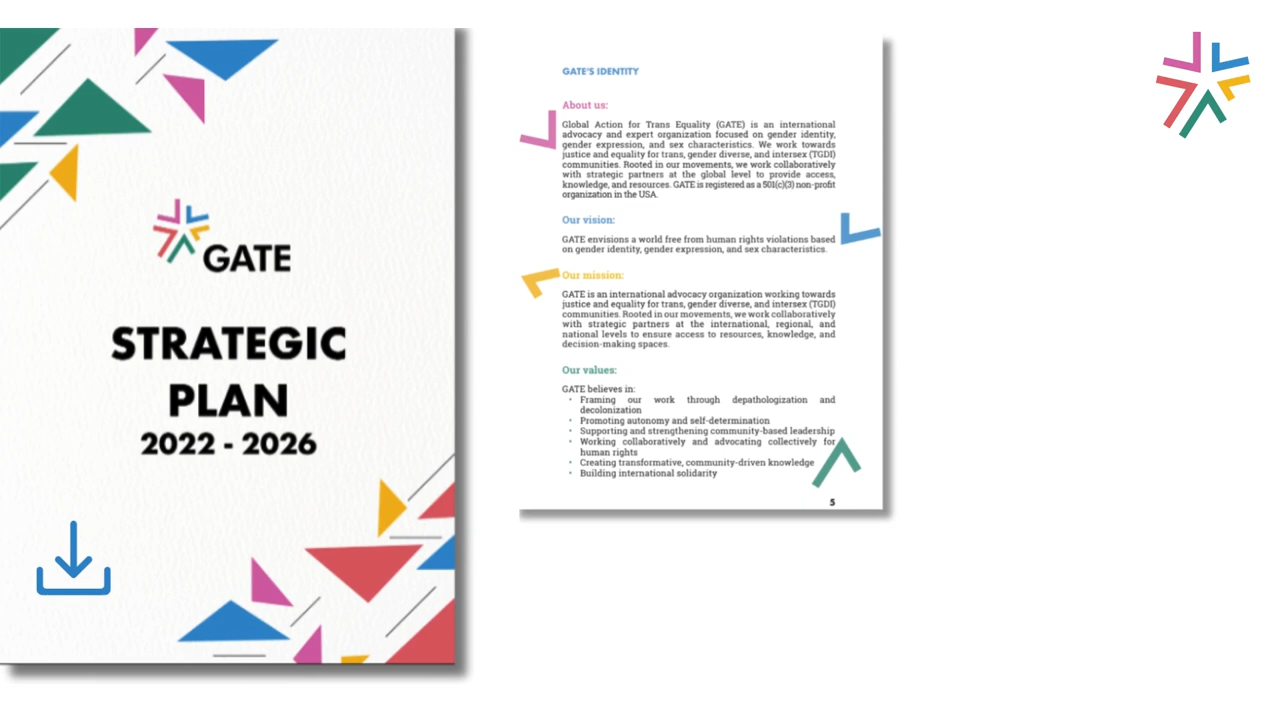 GATE
STRATEGIC
PLAN
2022 - 2026
GATE'S IDENTITY
About us:
Global Action for Trans Equality (GATE) is an international
advocacy and expert organization focused on gender identity,
gender expression, and sex characteristics. We work towards
justice and equality for trans, gender diverse, and intersex (TGDI)
communities. Rooted in our movements, we work collaboratively
with strategic partners at the global level to provide access,
knowledge, and resources. GATE is registered as a 501(c)(3) non-profit
organization in the USA.
Our vision:
GATE envisions a world free from human rights violations based
on gender identity, gender expression, and sex characteristics.
Our mission:
GATE is an international advocacy organization working towards
justice and equality for trans, gender diverse, and intersex (TGDI)
communities. Rooted in our movements, we work collaboratively
with strategic partners at the international, regional, and
national levels to ensure access to resources, knowledge, and
decision-making spaces.
Our values:
GATE believes in:
• Framing our work through depathologization and
decolonization
• Promoting autonomy and self-determination
• Supporting and strengthening community-based leadership
• Working collaboratively and advocating collectively for
human rights
• Creating transformative, community-driven knowledge
• Building international solidarity
5